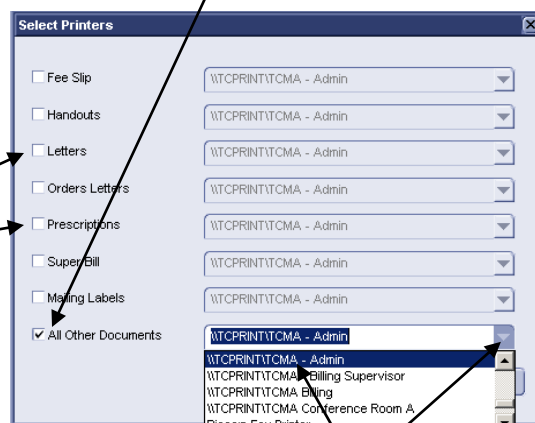 Select Printers
Fee Slip \\TCPRINT\TCMA - Admin
Handouts \\TCPRINT\TCMA - Admin
Letters \\TCPRINT\TCMA - Admin
Orders Letters \\TCPRINT\TCMA - Admin
Prescriptions \\TCPRINT\TCMA - Admin
Super Bill \\TCPRINT\TCMA - Admin
Mailing Labels \\TCPRINT\TCMA - Admin
All Other Documents \\TCPRINT\TCMA - Admin
\\TCPRINT\TCMA - Admin
\\TCPRINT\TCMA - Billing Supervisor
\\TCPRINT\TCMA Billing
\\TCPRINT\TCMA Conference Room A
Fax Printer